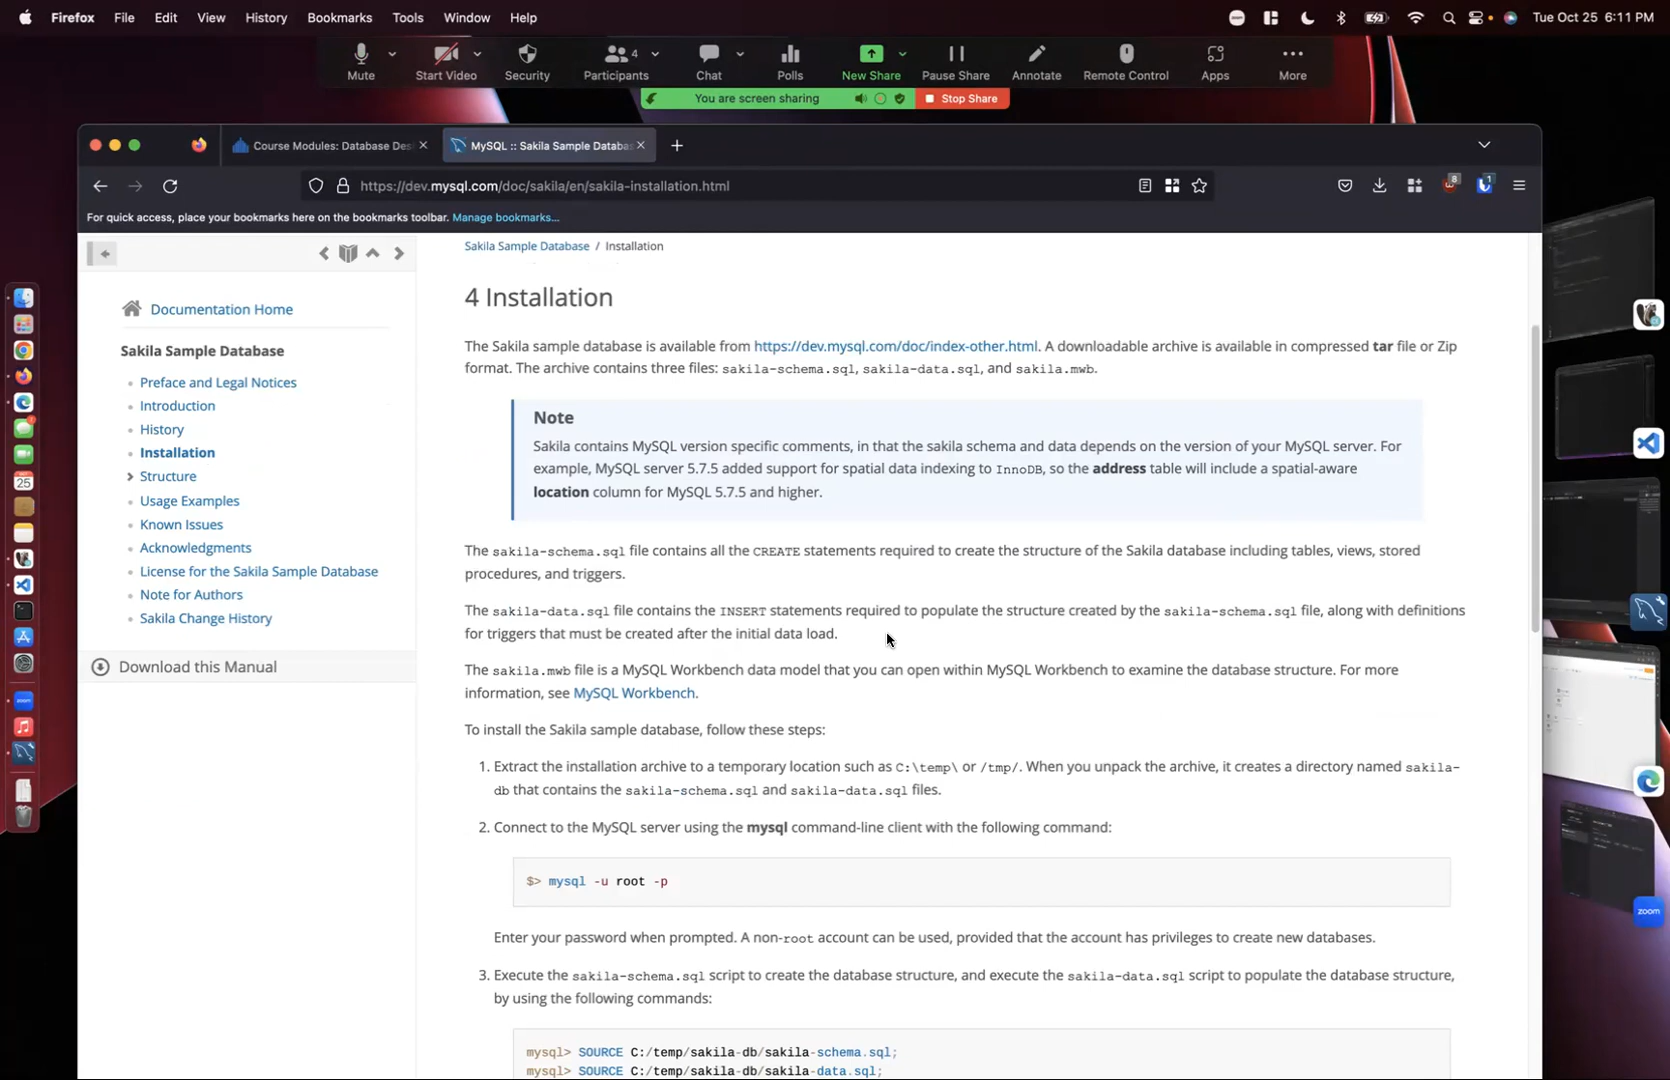 Firefox File Edit View History Bookmarks Tools Window Help
Tue Oct 25 6:11 PM
Mute
Start Video
Security
4
Participants
Chat
Polls
New Share
Pause Share
Annotate
Remote Control
Apps
More
You are screen sharing
Stop Share
Course Modules: Database Des
MySQL :: Sakila Sample Databas
https://dev.mysql.com/doc/sakila/en/sakila-installation.html
8
1
For quick access, place your bookmarks here on the bookmarks toolbar. Manage bookmarks...
Documentation Home
Sakila Sample Database
Preface and Legal Notices
Introduction
History
Installation
Structure
Usage Examples
Known Issues
Acknowledgments
License for the Sakila Sample Database
Note for Authors
Sakila Change History
Download this Manual
Sakila Sample Database / Installation
4 Installation
The Sakila sample database is available from https://dev.mysql.com/doc/index-other.html. A downloadable archive is available in compressed tar file or Zip
format. The archive contains three files: sakila-schema.sql, sakila-data.sql, and sakila.mwb.
Note
Sakila contains MySQL version specific comments, in that the sakila schema and data depends on the version of your MySQL server. For
example, MySQL server 5.7.5 added support for spatial data indexing to InnoDB, so the address table will include a spatial-aware
location column for MySQL 5.7.5 and higher.
The sakila-schema.sql file contains all the CREATE statements required to create the structure of the Sakila database including tables, views, stored
procedures, and triggers.
The sakila-data.sql file contains the INSERT statements required to populate the structure created by the sakila-schema.sql file, along with definitions
for triggers that must be created after the initial data load.
The sakila.mwb file is a MySQL Workbench data model that you can open within MySQL Workbench to examine the database structure. For more
information, see MySQL Workbench.
To install the Sakila sample database, follow these steps:
1. Extract the installation archive to a temporary location such as C:\temp\ or /tmp/. When you unpack the archive, it creates a directory named sakila-
db that contains the sakila-schema.sql and sakila-data.sql files.
2. Connect to the MySQL server using the mysql command-line client with the following command:
$> mysql -u root -p
Enter your password when prompted. A non-root account can be used, provided that the account has privileges to create new databases.
3. Execute the sakila-schema.sql script to create the database structure, and execute the sakila-data.sql script to populate the database structure,
by using the following commands:
mysql> SOURCE C:/temp/sakila-db/sakila-schema.sql;
mysql> SOURCE C:/temp/sakila-db/sakila-data.sql;
25
zoom
zoom